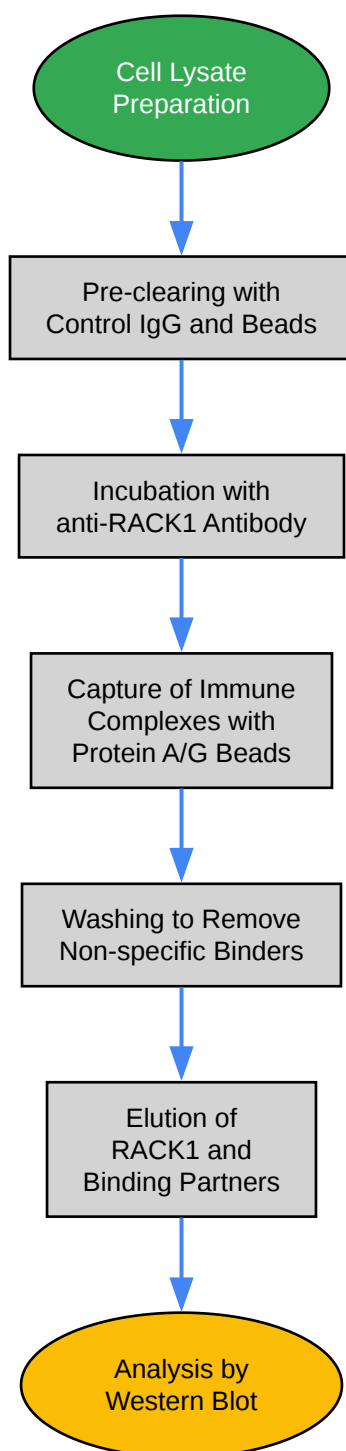 Cell Lysate
Preparation
Pre-clearing with
Control IgG and Beads
Incubation with
anti-RACK1 Antibody
Capture of Immune
Complexes with
Protein A/G Beads
Washing to Remove
Non-specific Binders
Elution of
RACK1 and
Binding Partners
Analysis by
Western Blot